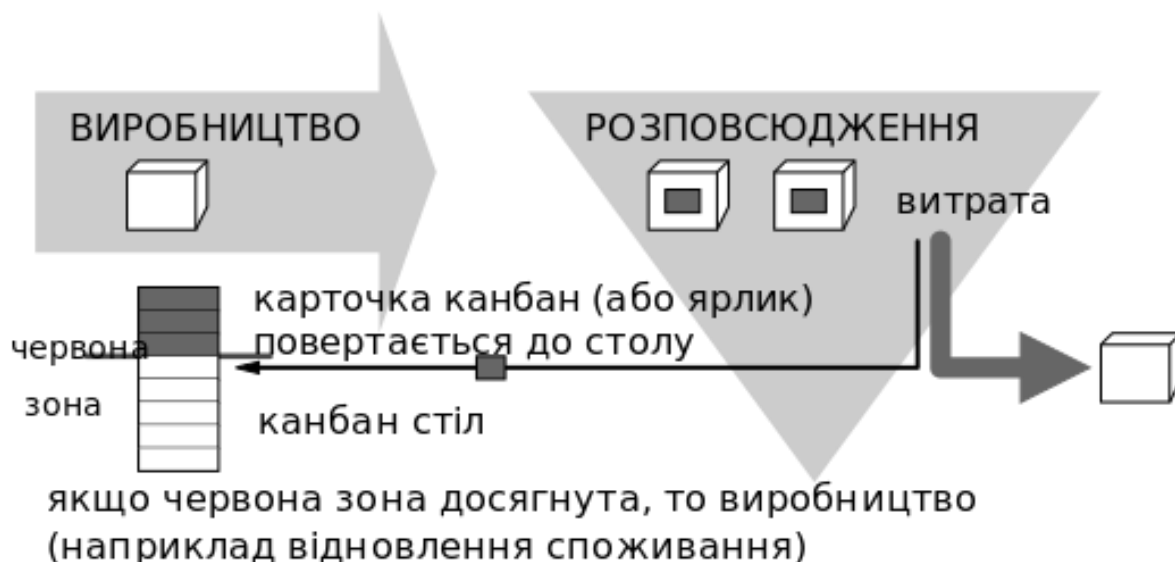 ВИРОБНИЦТВО
РОЗПОВСЮДЖЕННЯ
витрата
карточка канбан (або ярлик)
повертається до столу
червона
зона
канбан стіл
якщо червона зона досягнута, то виробництво
(наприклад відновлення споживання)